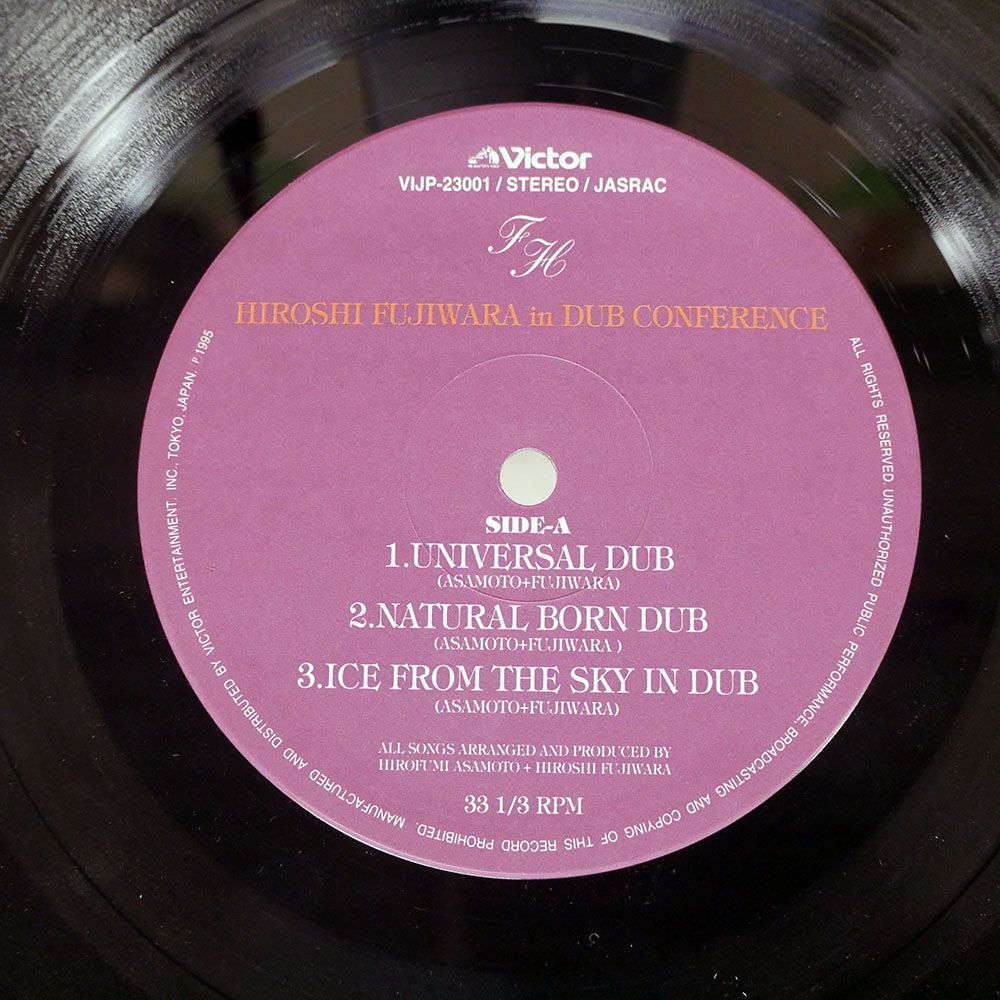 Victor
VIJP-23001 / STEREO / JASRAC
FH
HIROSHI FUJIWARA in DUB CONFERENCE
SIDE-A
1.UNIVERSAL DUB
(ASAMOTO+FUJIWARA)
2.NATURAL BORN DUB
(ASAMOTO+FUJIWARA )
3.ICE FROM THE SKY IN DUB
(ASAMOTO+FUJIWARA)
ALL SONGS ARRANGED AND PRODUCED BY
HIROFUMI ASAMOTO + HIROSHI FUJIWARA
33 1/3 RPM
ALL RIGHTS RESERVED. UNAUTHORIZED PUBLIC PERFORMANCE, BROADCASTING AND COPYING OF THIS RECORD PROHIBITED. MANUFACTURED AND DISTRIBUTED BY VICTOR ENTERTAINMENT. INC., TOKYO, JAPAN. ℗ 1995